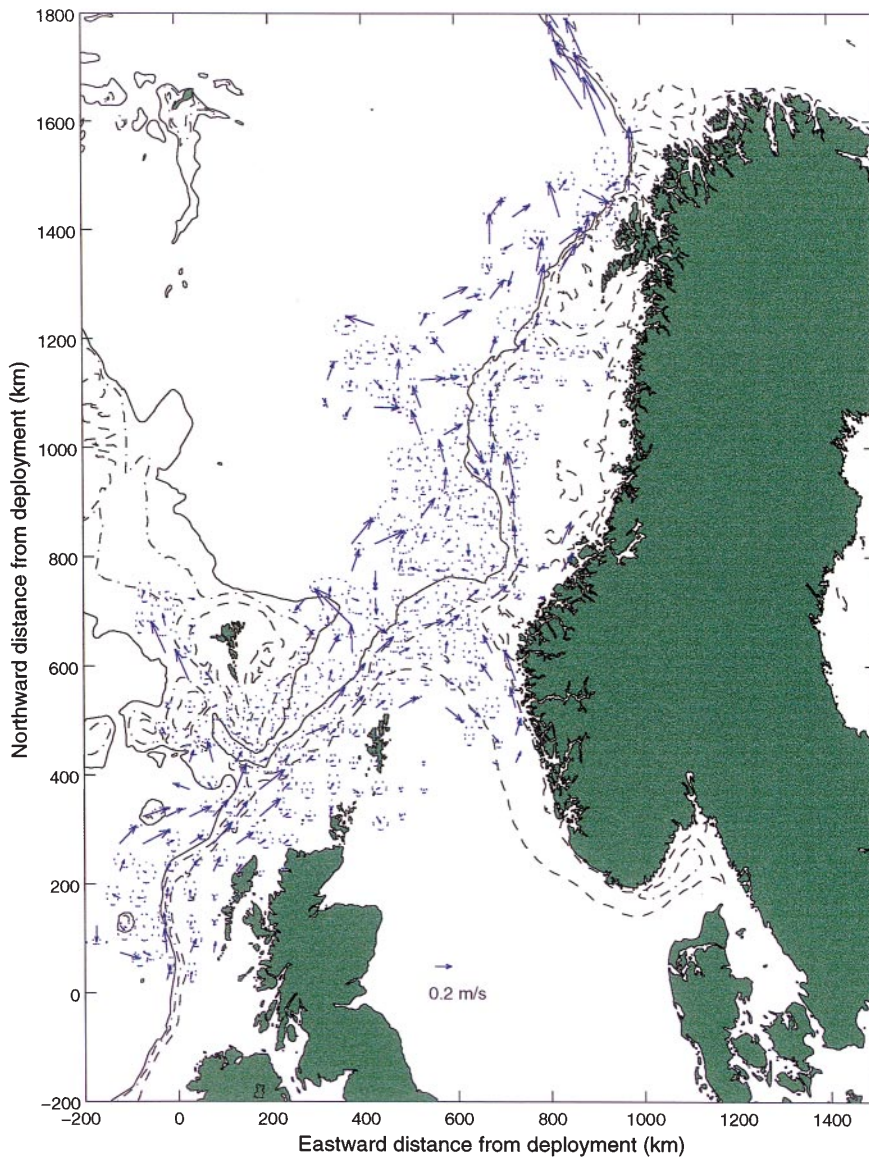 1800
1600
1400
1200
1000
800
600
400
200
0
−200
Northward distance from deployment (km)
0.2 m/s
−200 0 200 400 600 800 1000 1200 1400
Eastward distance from deployment (km)